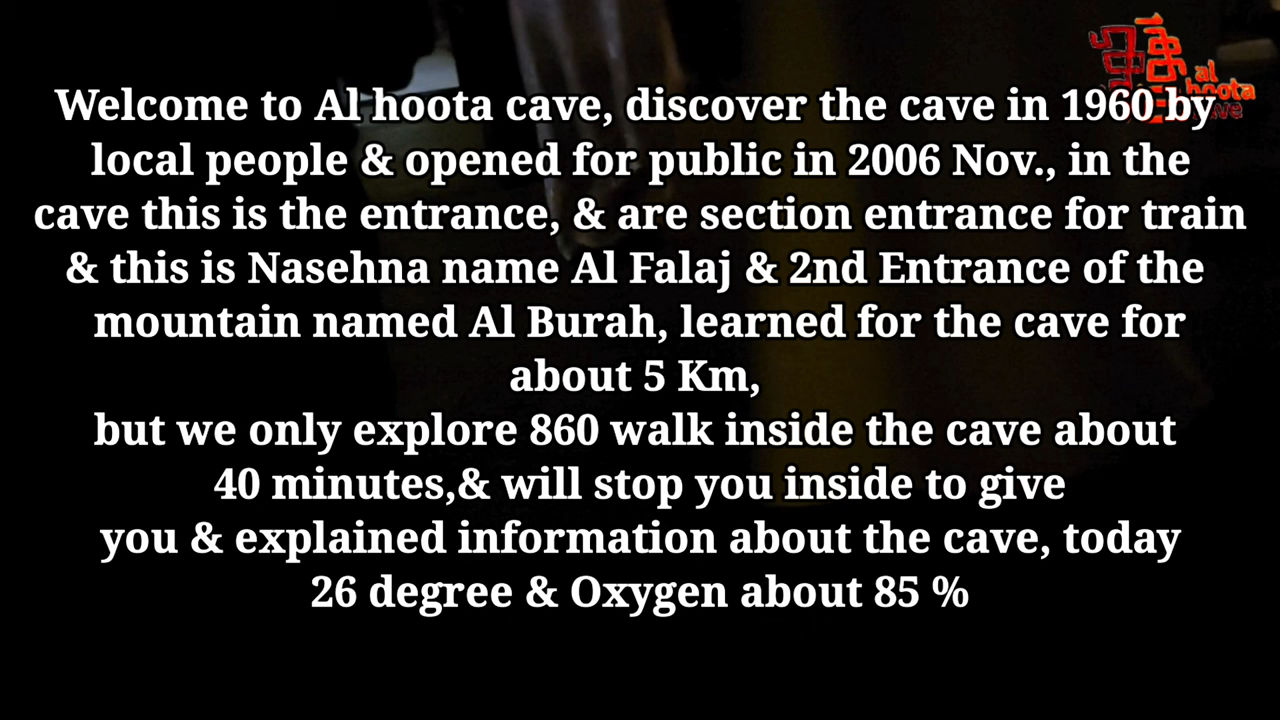 al
hoota
cave
Welcome to Al hoota cave, discover the cave in 1960 by
local people & opened for public in 2006 Nov., in the
cave this is the entrance, & are section entrance for train
& this is Nasehna name Al Falaj & 2nd Entrance of the
mountain named Al Burah, learned for the cave for
about 5 Km,
but we only explore 860 walk inside the cave about
40 minutes,& will stop you inside to give
you & explained information about the cave, today
26 degree & Oxygen about 85 %